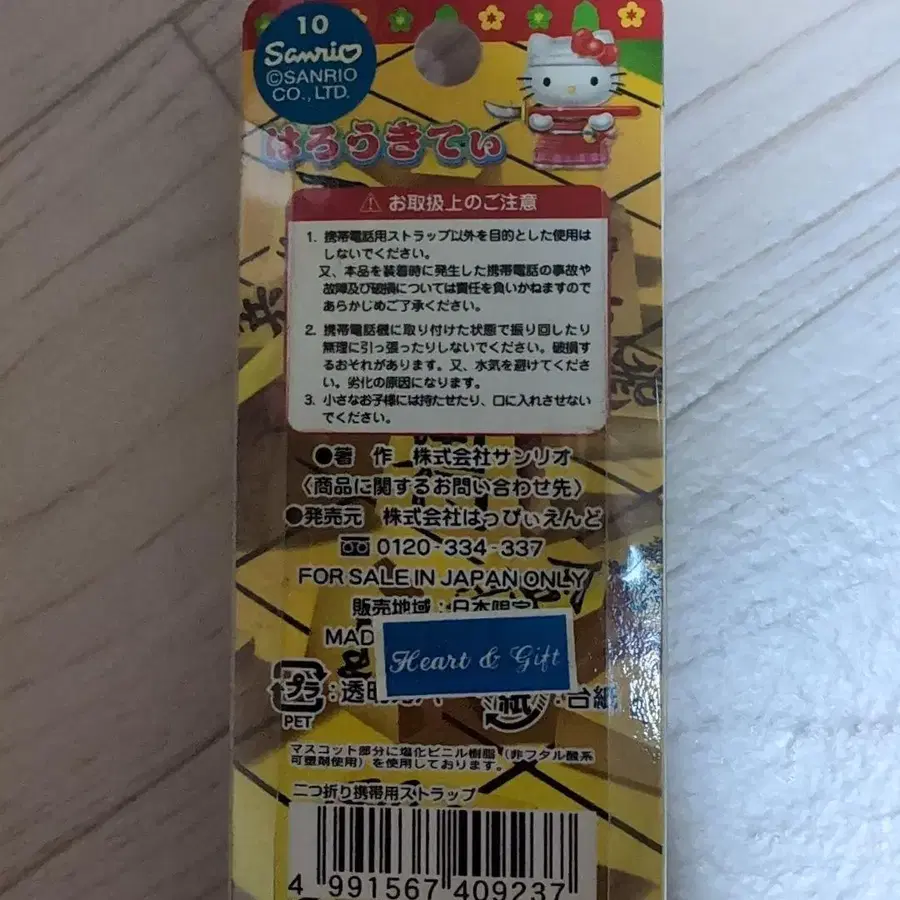 10
Sanrio
©SANRIO
CO.,LTD.
はろうきてぃ
⚠ お取扱上のご注意
1. 携帯電話用ストラップ以外を目的とした使用は
しないでください。
又、本品を装着時に発生した携帯電話の事故や
故障及び破損については責任を負いかねますので
あらかじめご了承ください。
2. 携帯電話機に取り付けた状態で振り回したり
無理に引っ張ったりしないでください。破損す
るおそれがあります。又、水気を避けてくださ
い。劣化の原因になります。
3. 小さなお子様には持たせたり、口に入れさせない
でください。
●著 作 株式会社サンリオ
〈商品に関するお問い合わせ先〉
●発売元 株式会社はっぴぃえんど
0120-334-337
FOR SALE IN JAPAN ONLY
販売地域:日本限定
MAD
Heart & Gift
プラ:透明
PET
紙:台紙
マスコット部分に塩化ビニル樹脂(非フタル酸系
可塑剤使用)を使用しております。
二つ折り携帯用ストラップ
4 991567 409237